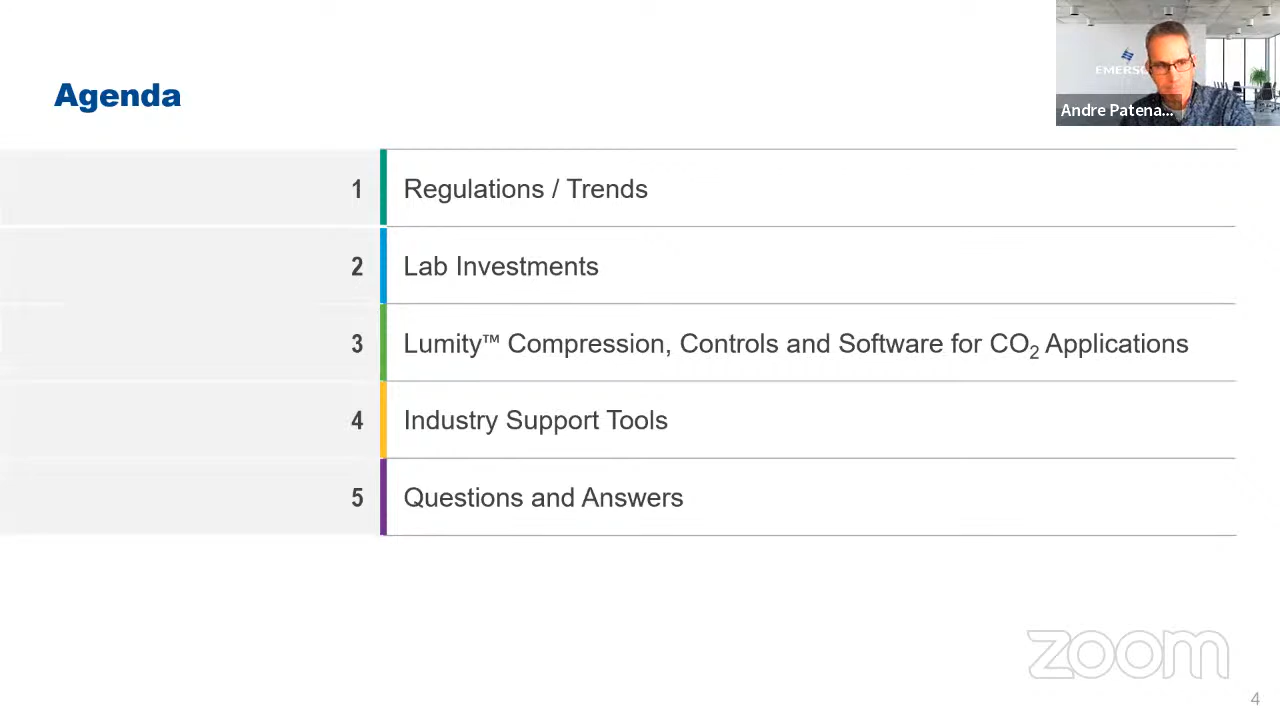 Agenda
EMERS
Andre Patena...
1 Regulations / Trends
2 Lab Investments
3 Lumity™ Compression, Controls and Software for CO₂ Applications
4 Industry Support Tools
5 Questions and Answers
zoom
4